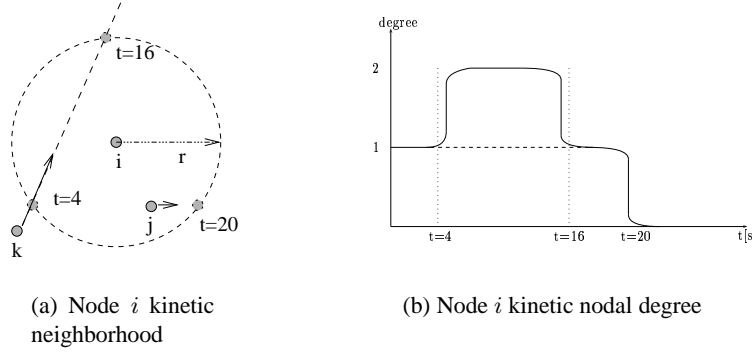 t=16
i
r
t=4
j
t=20
k
degree
2
1
t=4
t=16
t=20
t[s
(a) Node i kinetic
neighborhood
(b) Node i kinetic nodal degree